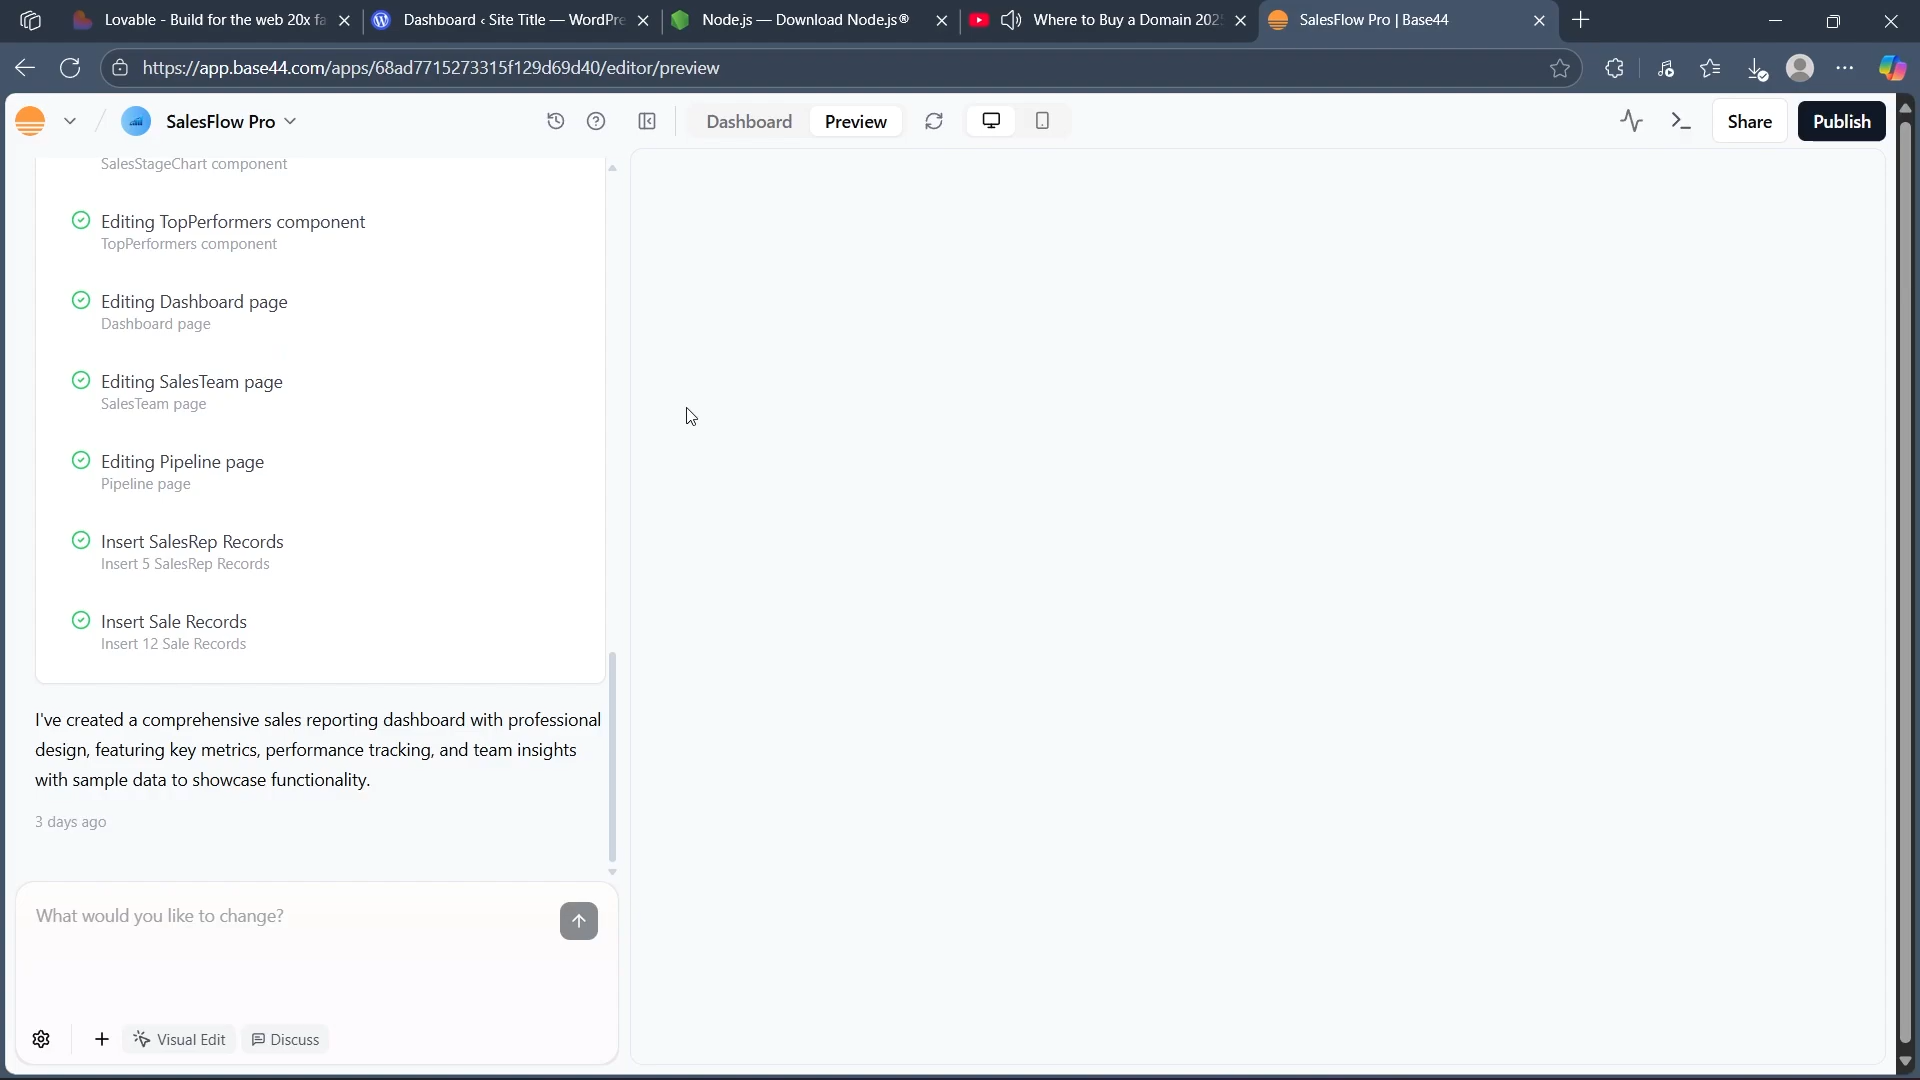 Lovable - Build for the web 20x fa
Dashboard ‹ Site Title — WordPre
Node.js — Download Node.js®
Where to Buy a Domain 202
SalesFlow Pro | Base44
https://app.base44.com/apps/68ad7715273315f129d69d40/editor/preview
SalesFlow Pro
Dashboard
Preview
Share
Publish
SalesStageChart component
Editing TopPerformers component
TopPerformers component
Editing Dashboard page
Dashboard page
Editing SalesTeam page
SalesTeam page
Editing Pipeline page
Pipeline page
Insert SalesRep Records
Insert 5 SalesRep Records
Insert Sale Records
Insert 12 Sale Records
I've created a comprehensive sales reporting dashboard with professional
design, featuring key metrics, performance tracking, and team insights
with sample data to showcase functionality.
3 days ago
What would you like to change?
Visual Edit
Discuss